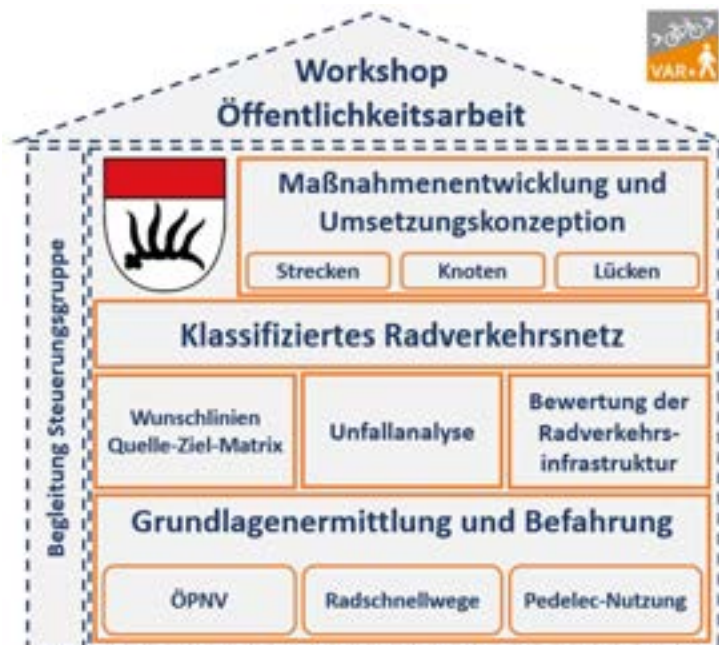 VAR+
Workshop
Öffentlichkeitsarbeit
Begleitung Steuerungsgruppe
Maßnahmenentwicklung und
Umsetzungskonzeption
Strecken
Knoten
Lücken
Klassifiziertes Radverkehrsnetz
Wunschlinien
Quelle-Ziel-Matrix
Unfallanalyse
Bewertung der
Radverkehrs-
infrastruktur
Grundlagenermittlung und Befahrung
ÖPNV
Radschnellwege
Pedelec-Nutzung